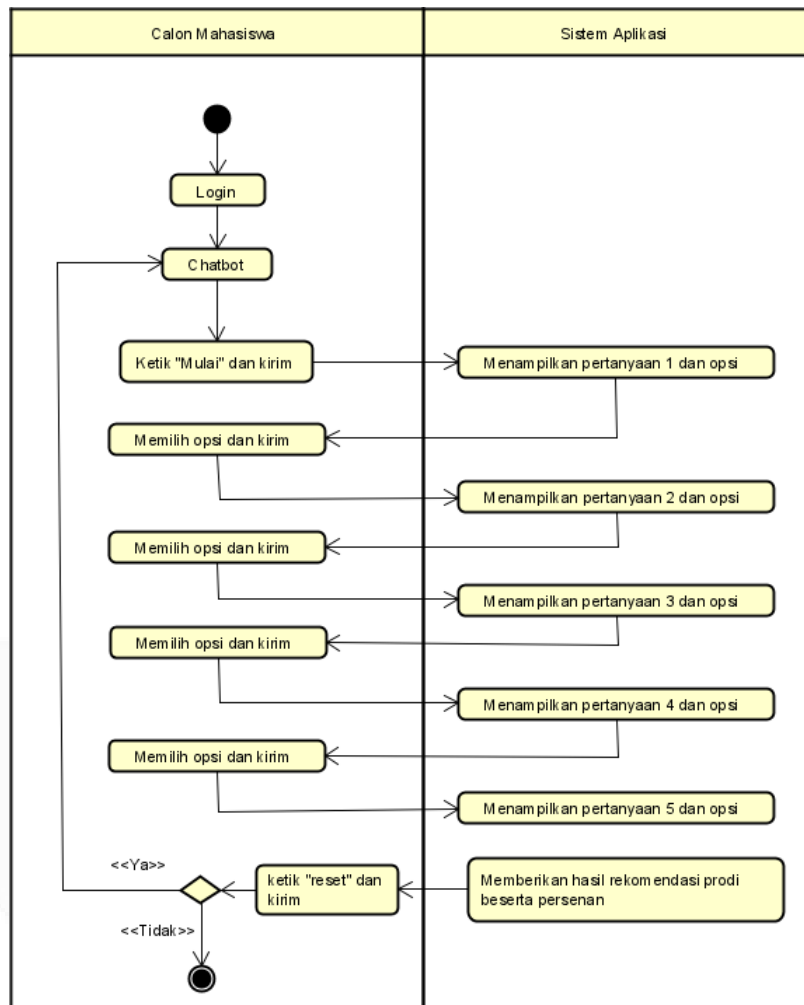 Calon Mahasiswa
Sistem Aplikasi
Login
Chatbot
Ketik "Mulai" dan kirim
Menampilkan pertanyaan 1 dan opsi
Memilih opsi dan kirim
Menampilkan pertanyaan 2 dan opsi
Memilih opsi dan kirim
Menampilkan pertanyaan 3 dan opsi
Memilih opsi dan kirim
Menampilkan pertanyaan 4 dan opsi
Memilih opsi dan kirim
Menampilkan pertanyaan 5 dan opsi
Memberikan hasil rekomendasi prodi
beserta persenan
ketik "reset" dan
kirim
<<Ya>>
<<Tidak>>